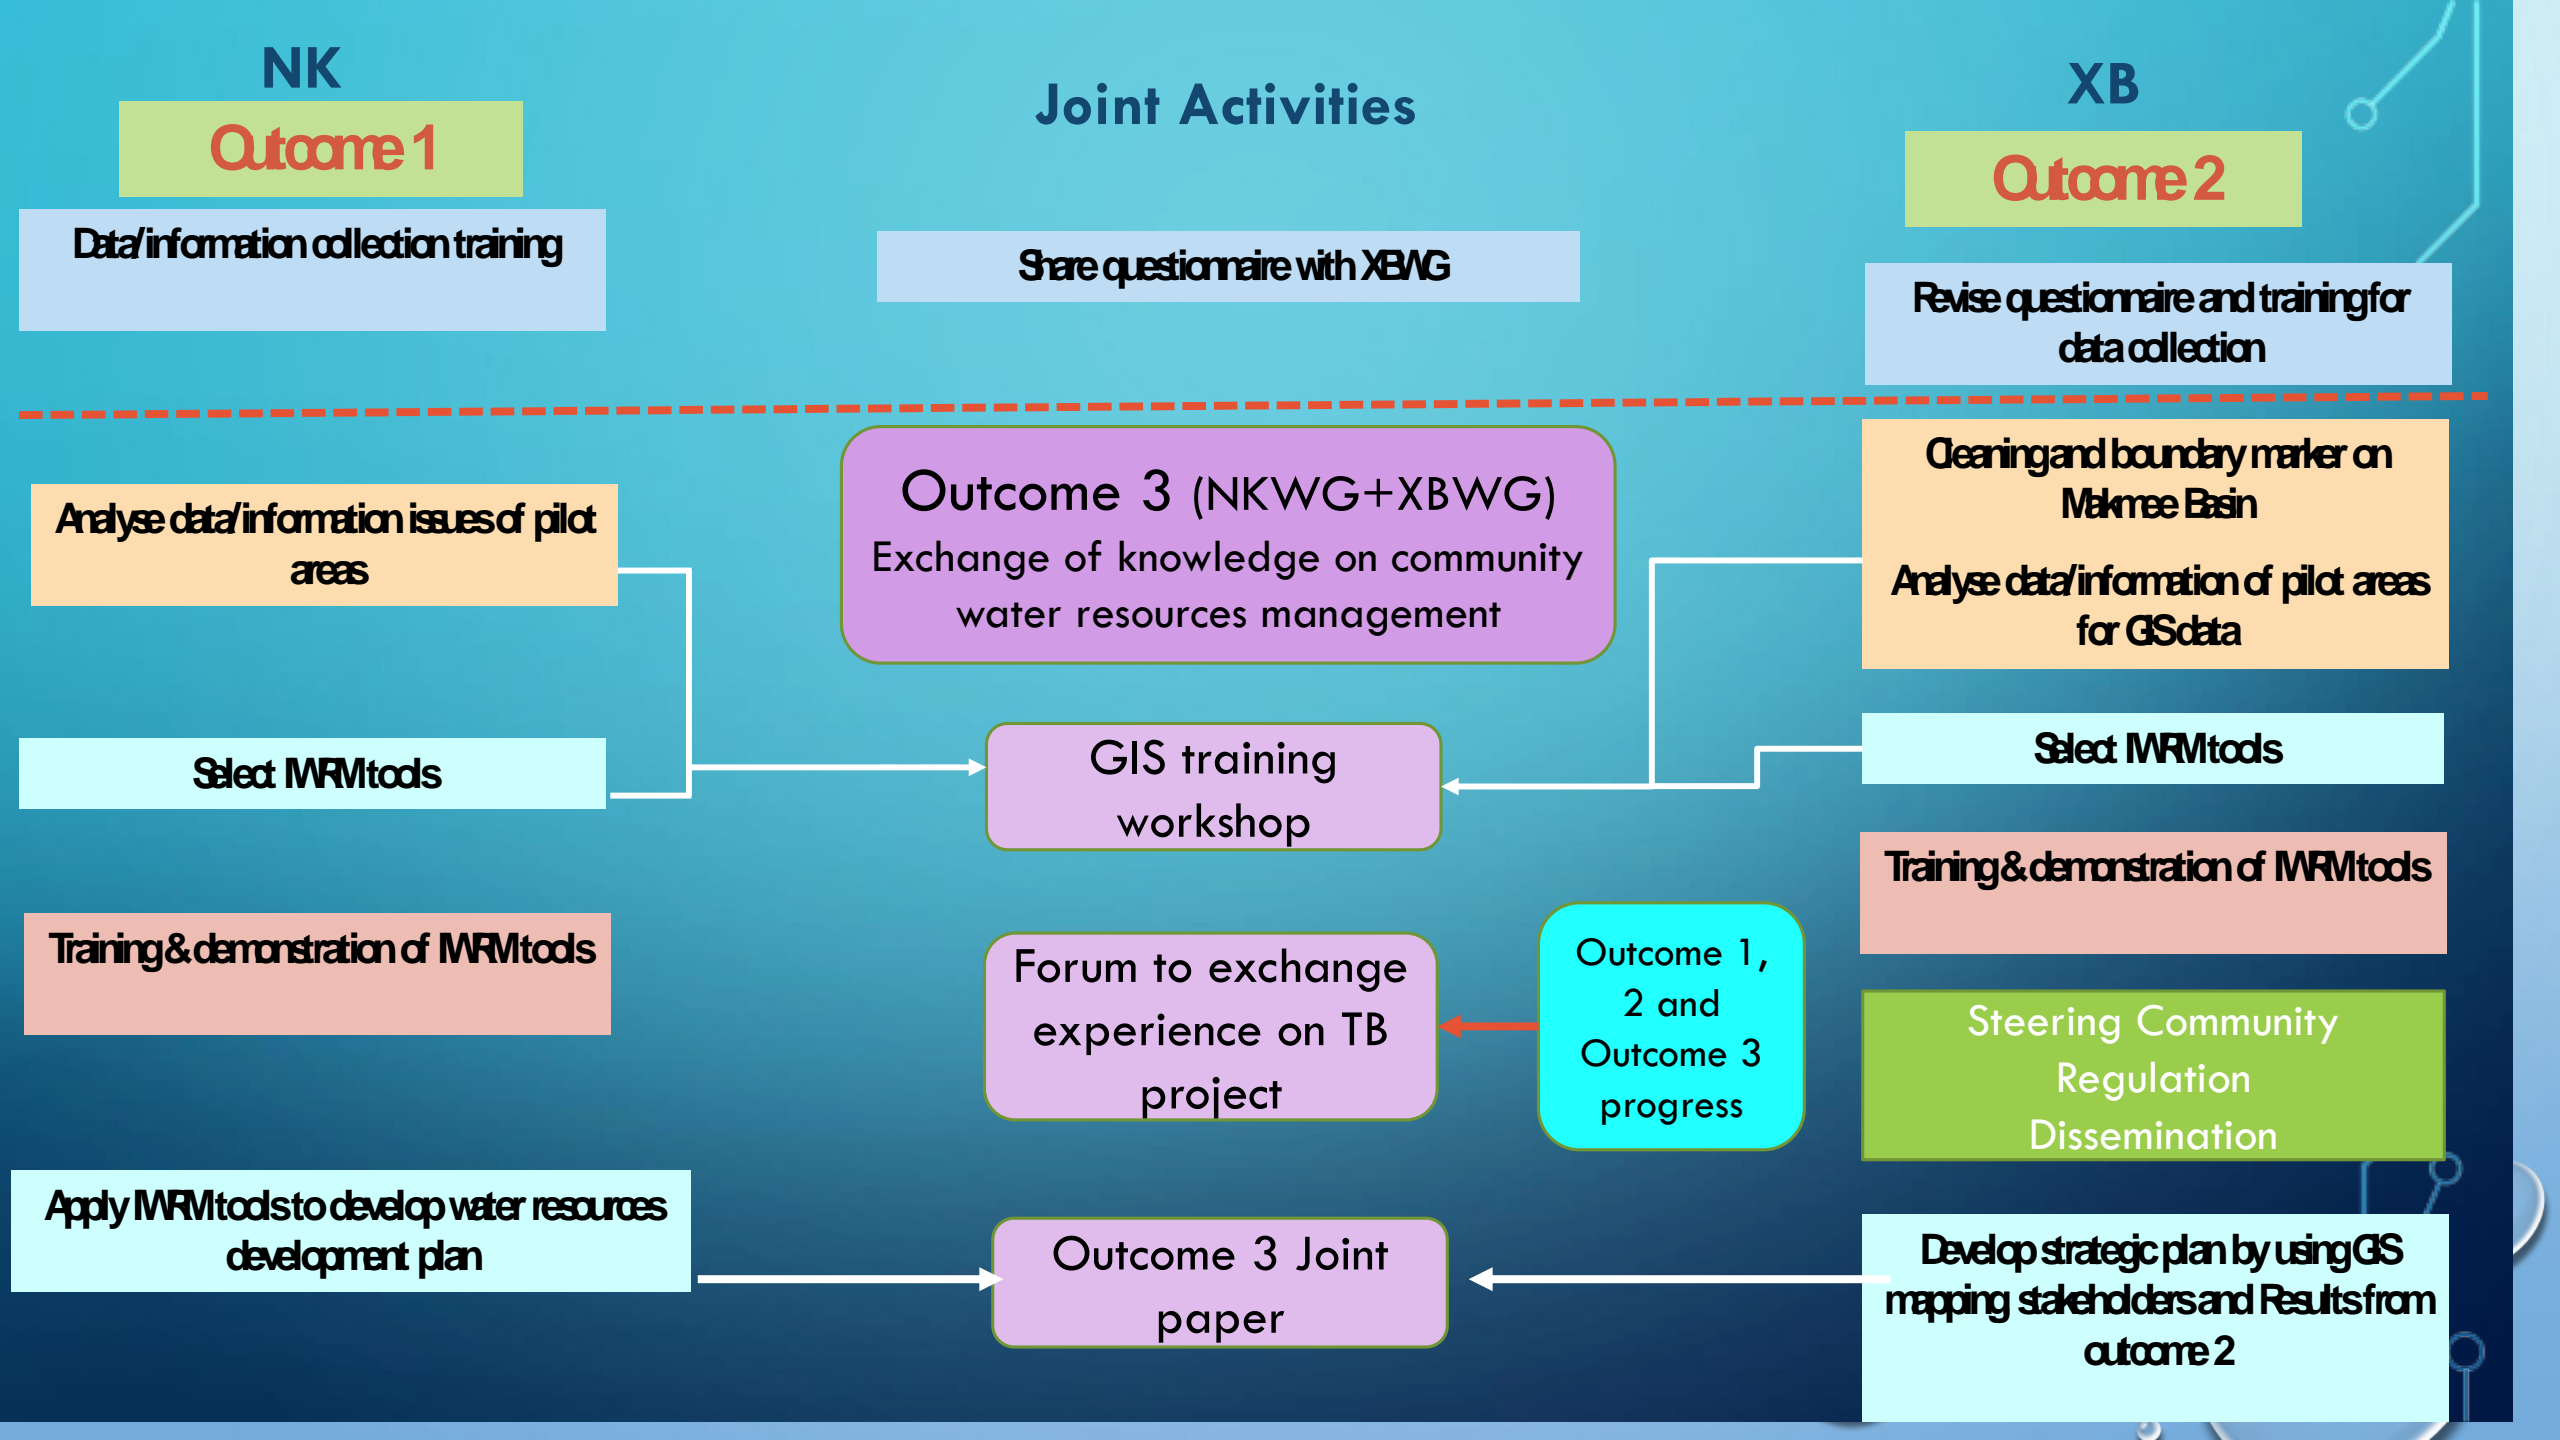 NK
Outcome 1
Data/information collection training
Analyse data/information issues of pilot
areas
Select IWRM tools
Training & demonstration of IWRM tools
Apply IWRM tools to develop water resources
development plan
Joint Activities
Share questionnaire with XBWG
Outcome 3 (NKWG+XBWG)
Exchange of knowledge on community
water resources management
GIS training
workshop
Forum to exchange
experience on TB
project
Outcome 1,
2 and
Outcome 3
progress
Outcome 3 Joint
paper
XB
Outcome 2
Revise questionnaire and training for
data collection
Cleaning and boundary marker on
Makmee Basin
Analyse data/information of pilot areas
for GIS data
Select IWRM tools
Training & demonstration of IWRM tools
Steering Community
Regulation
Dissemination
Develop strategic plan by using GIS
mapping, stakeholders and Results from
outcome 2